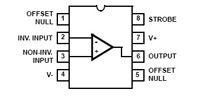 OFFSET
NULL
1
INV. INPUT
2
NON-INV.
INPUT
3
V-
4
8
STROBE
7
V+
6
OUTPUT
5
OFFSET
NULL
-
+